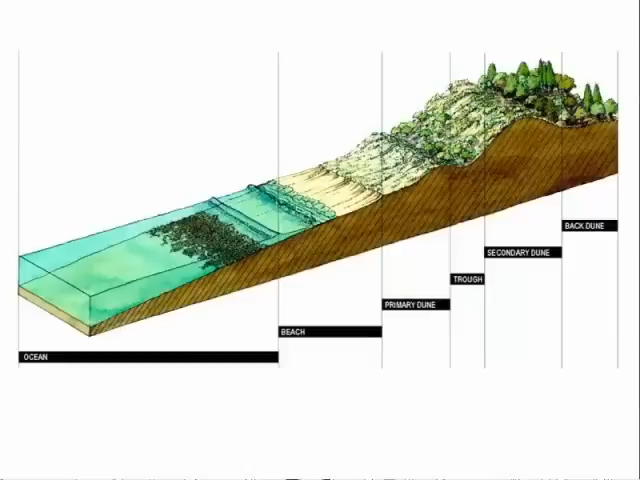 BACK DUNE
SECONDARY DUNE
TROUGH
PRIMARY DUNE
BEACH
OCEAN